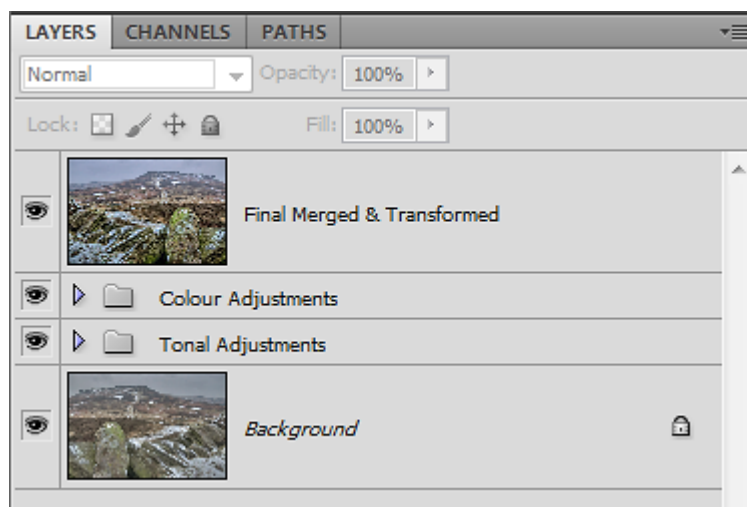 LAYERS CHANNELS PATHS
Normal Opacity: 100%
Lock: Fill: 100%
Final Merged & Transformed
Colour Adjustments
Tonal Adjustments
Background